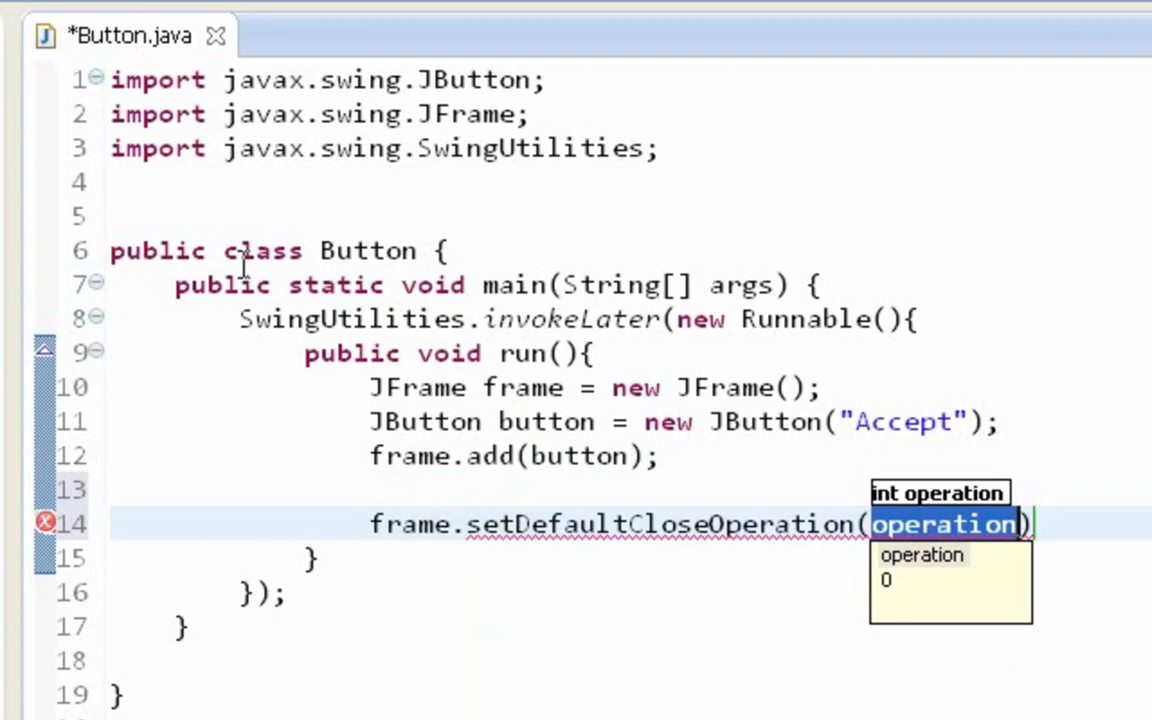 *Button.java
1 import javax.swing.JButton;
2 import javax.swing.JFrame;
3 import javax.swing.SwingUtilities;
4
5
6 public class Button {
7 public static void main(String[] args) {
8 SwingUtilities.invokeLater(new Runnable(){
9 public void run(){
10 JFrame frame = new JFrame();
11 JButton button = new JButton("Accept");
12 frame.add(button);
13
int operation
14 frame.setDefaultCloseOperation(operation)
operation
15 }
0
16 });
17 }
18
19 }